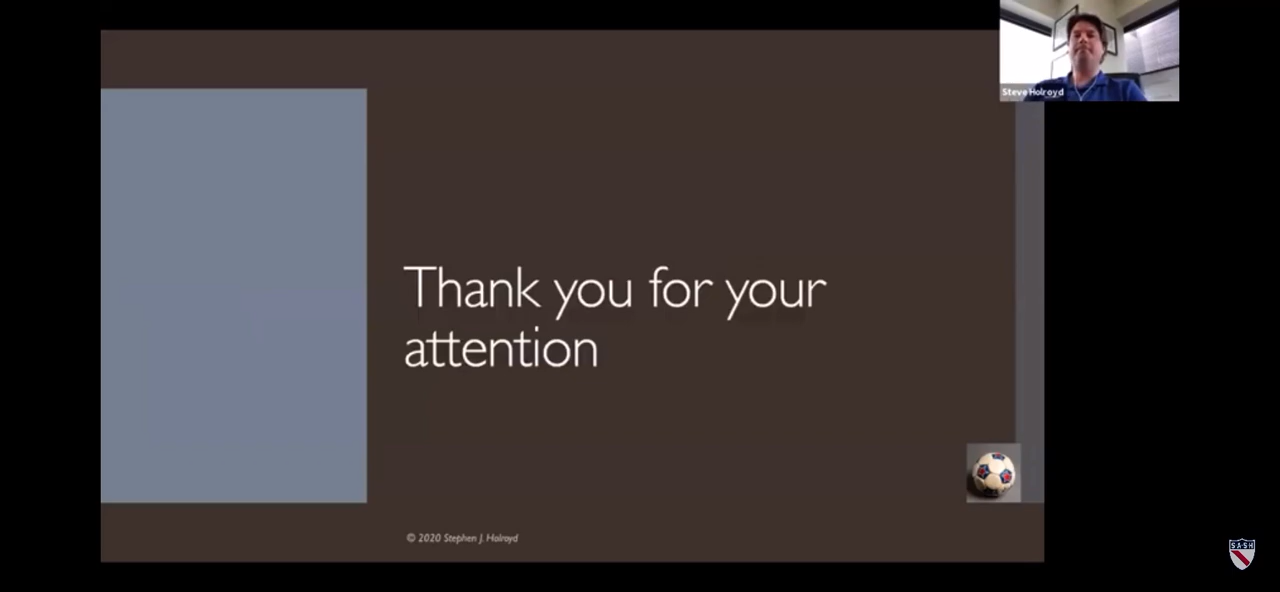 Steve Holroyd
Thank you for your
attention
© 2020 Stephen J. Holroyd
SASH